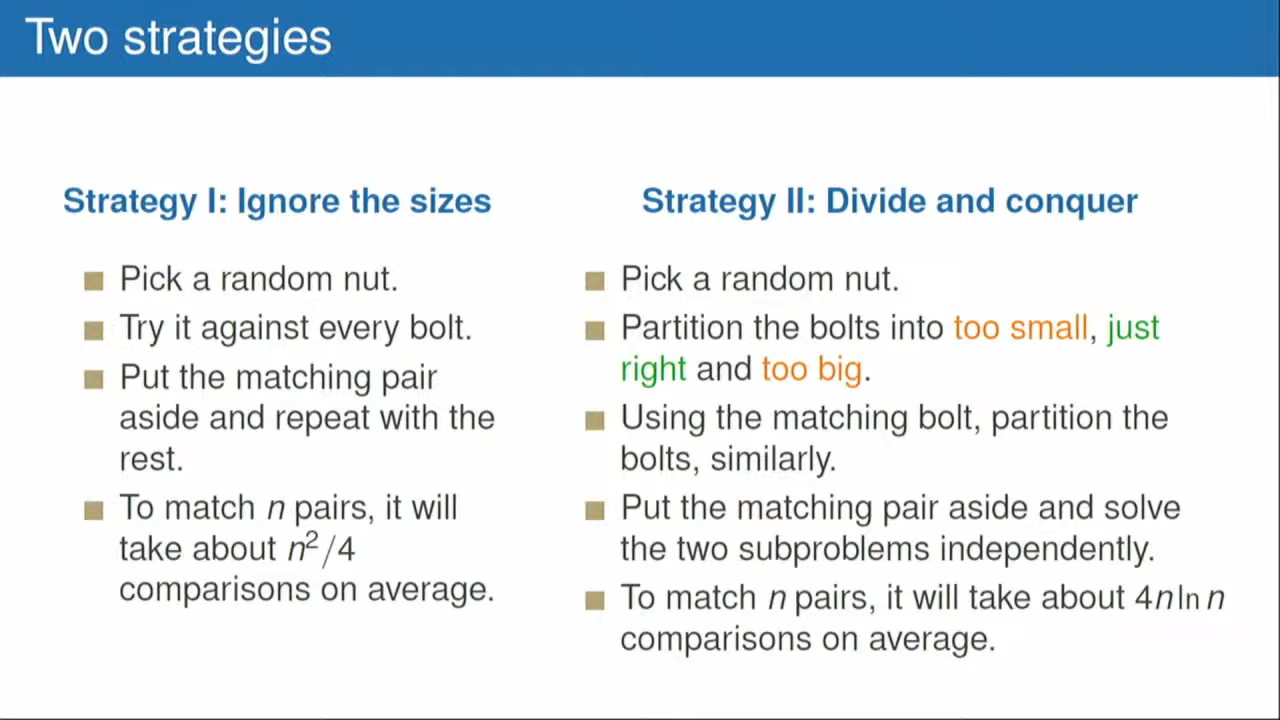 Two strategies
Strategy I: Ignore the sizes
Pick a random nut.
Try it against every bolt.
Put the matching pair
aside and repeat with the
rest.
To match n pairs, it will
take about n²/4
comparisons on average.
Strategy II: Divide and conquer
Pick a random nut.
Partition the bolts into too small, just
right and too big.
Using the matching bolt, partition the
bolts, similarly.
Put the matching pair aside and solve
the two subproblems independently.
To match n pairs, it will take about 4n ln n
comparisons on average.